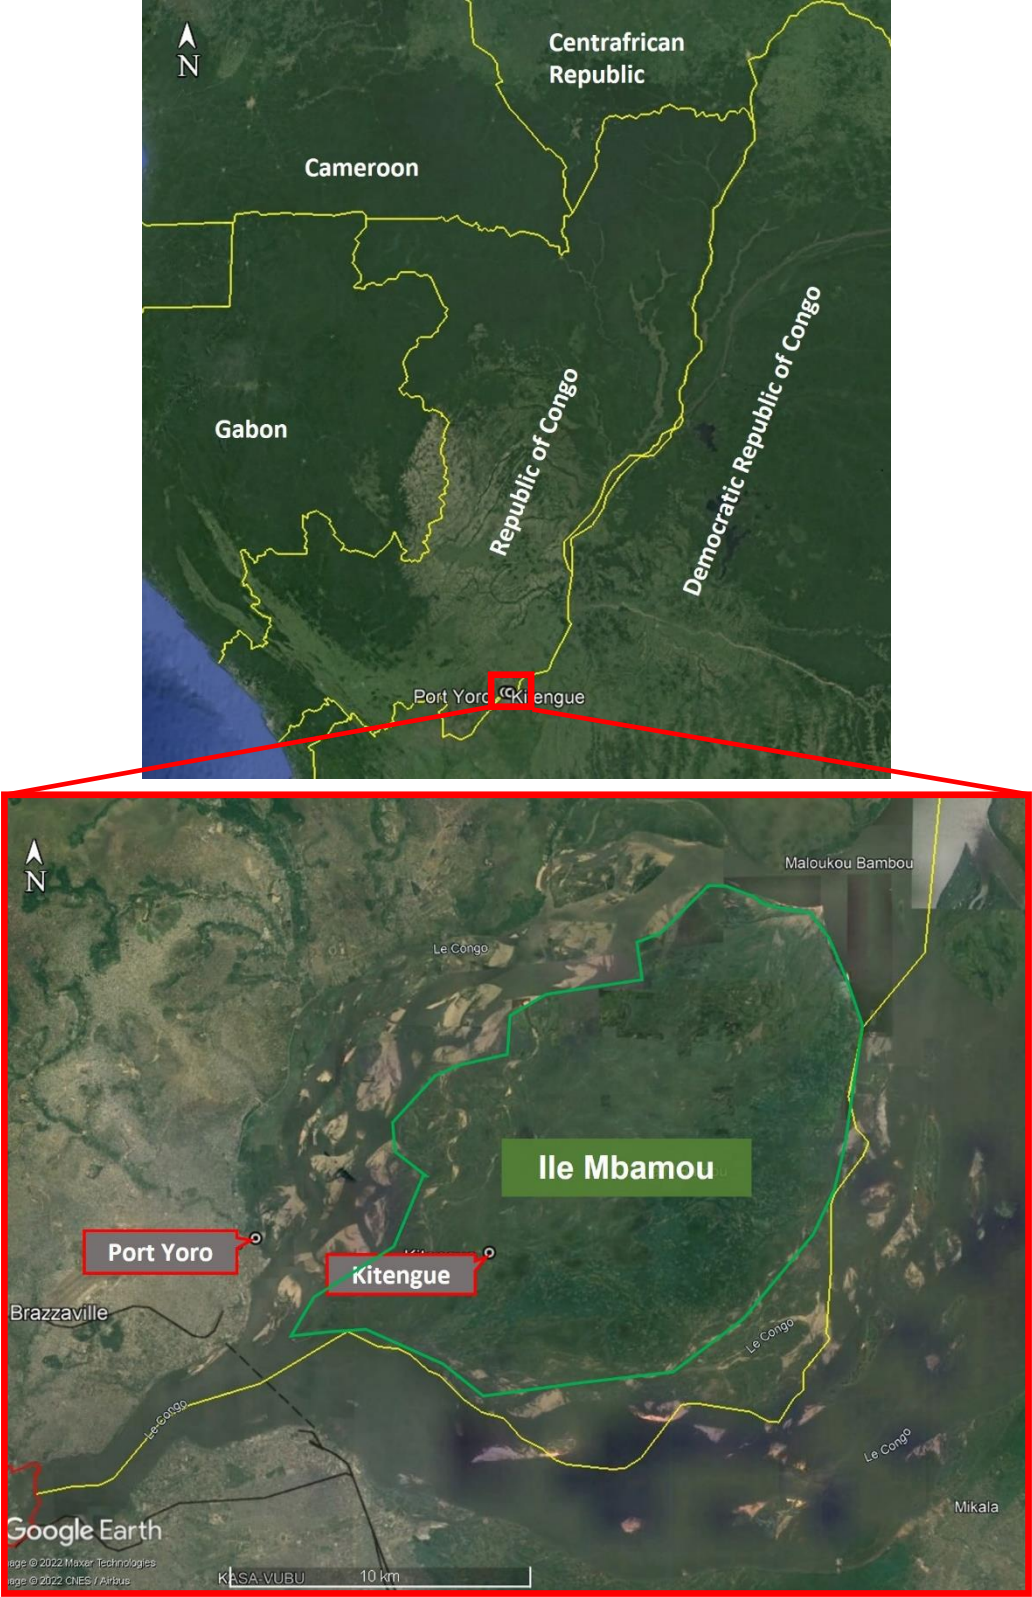 N
Centrafrican
Republic
Cameroon
Gabon
Republic of Congo
Democratic Republic of Congo
Port Yoro
Kitengue
N
Maloukou Bambou
Le Congo
Ile Mbamou
Port Yoro
Kitengue
Brazzaville
Le Congo
Le Congo
Le Congo
Mikala
Google Earth
age © 2022 Maxar Technologies
age © 2022 CNES / Airbus
KASA-VUBU
10 km